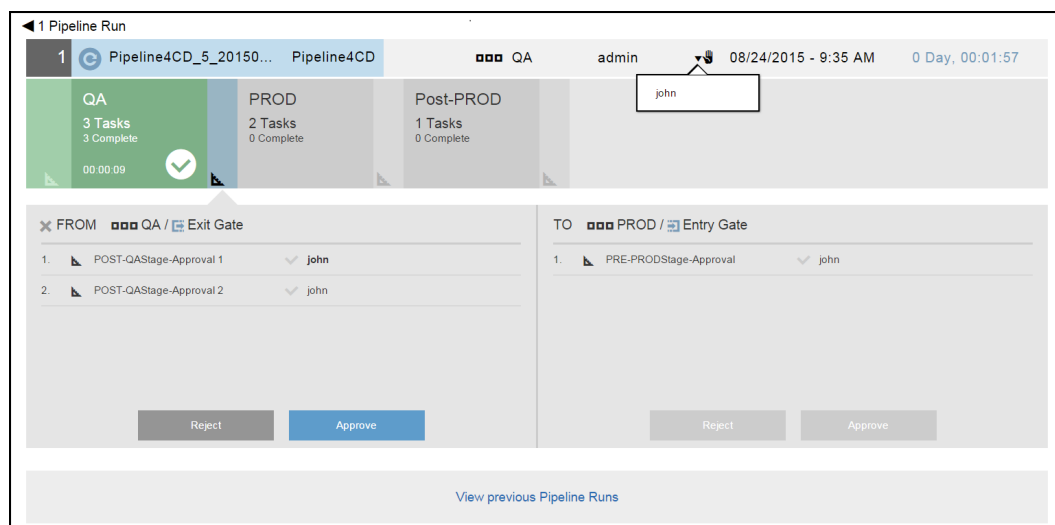 1 Pipeline Run
1 Pipeline4CD_5_20150... Pipeline4CD QA admin 08/24/2015 - 9:35 AM 0 Day, 00:01:57
john
QA PROD Post-PROD
3 Tasks 2 Tasks 1 Tasks
3 Complete 0 Complete 0 Complete
00:00:09
FROM QA / Exit Gate TO PROD / Entry Gate
1. POST-QAStage-Approval 1 john 1. PRE-PRODStage-Approval john
2. POST-QAStage-Approval 2 john
Reject Approve Reject Approve
View previous Pipeline Runs